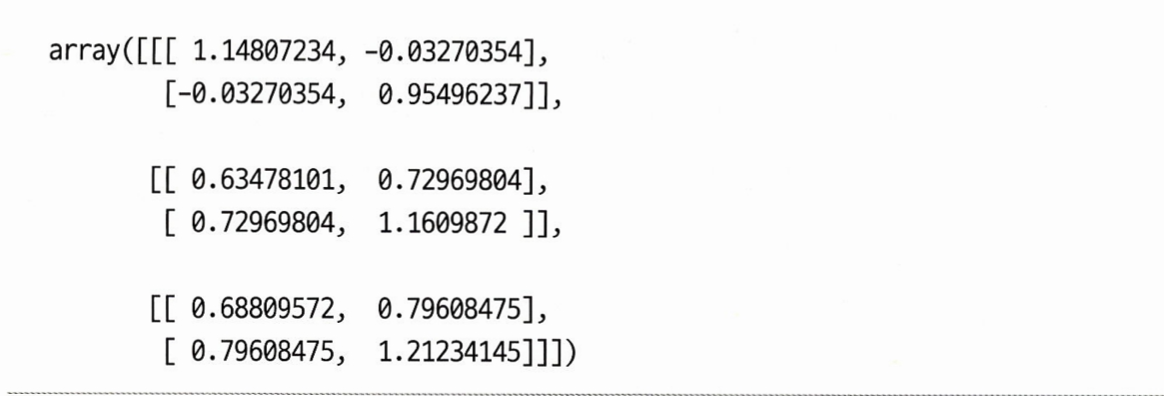 array([[[ 1.14807234, -0.03270354],
[-0.03270354, 0.95496237]],
[[ 0.63478101, 0.72969804],
[ 0.72969804, 1.1609872 ]],
[[ 0.68809572, 0.79608475],
[ 0.79608475, 1.21234145]]])